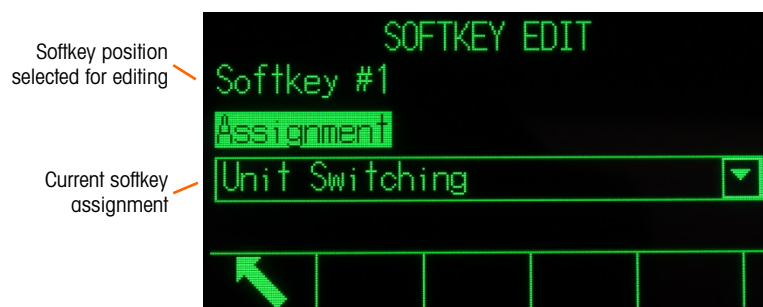 SOFTKEY EDIT
Softkey position
selected for editing
Softkey #1
Assignment
Current softkey
assignment
Unit Switching